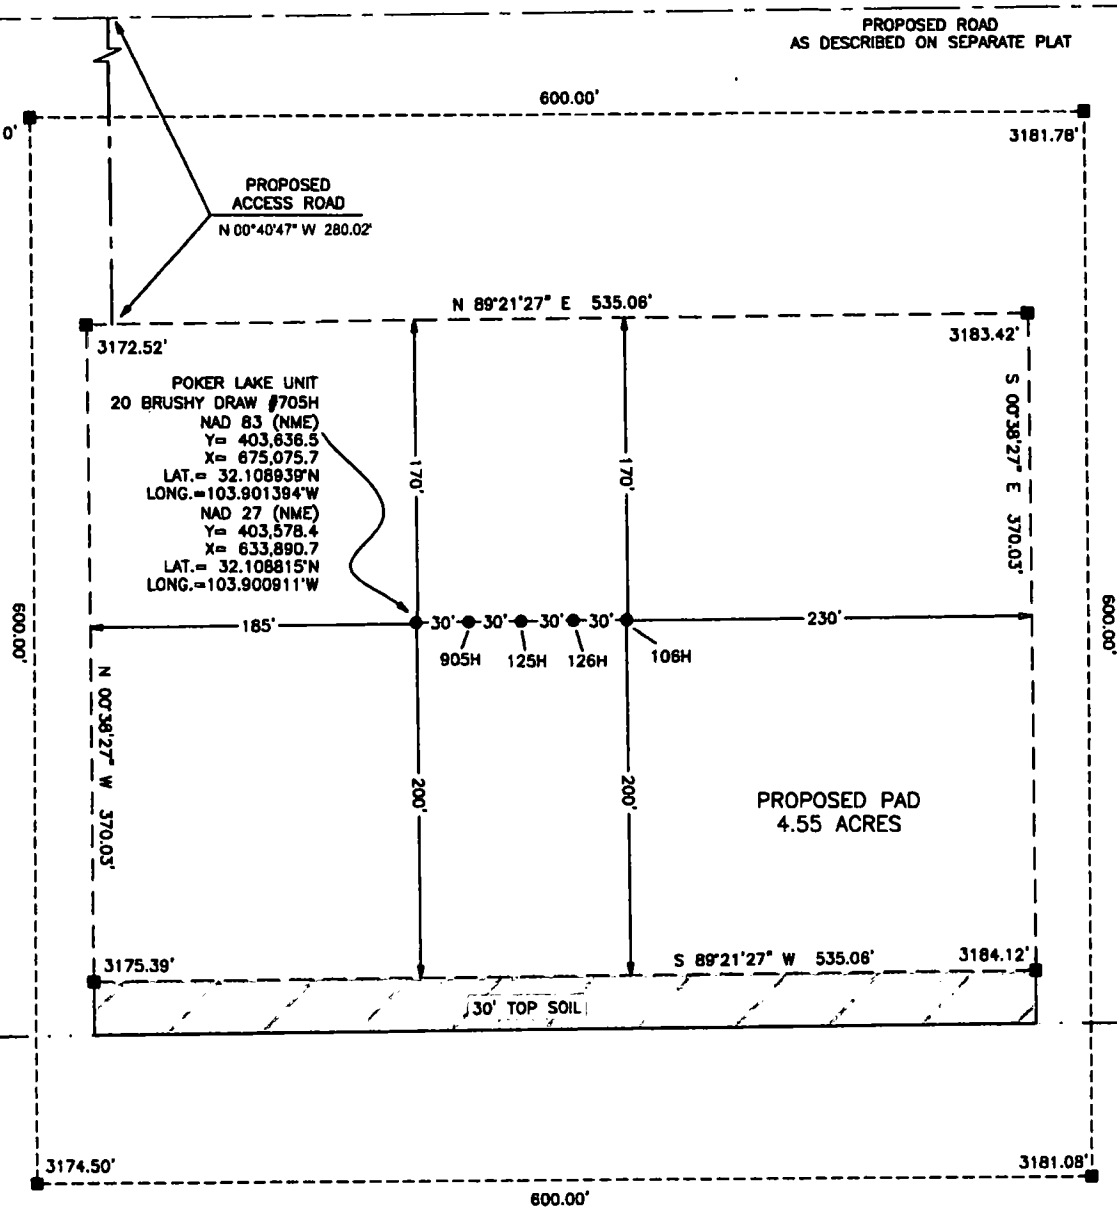 PROPOSED ROAD
AS DESCRIBED ON SEPARATE PLAT
600.00'
0'
3181.78'
PROPOSED
ACCESS ROAD
N 00°40'47" W 280.02'
N 89°21'27" E 535.06'
3172.52'
3183.42'
POKER LAKE UNIT
20 BRUSHY DRAW #705H
NAD 83 (NME)
Y= 403,636.5
X= 675,075.7
LAT.= 32.108939°N
LONG.=103.901394°W
NAD 27 (NME)
Y= 403,578.4
X= 633,890.7
LAT.= 32.108815°N
LONG.=103.900911°W
170'
170'
S 00°38'27" E 370.03'
600.00'
185'
30'
30'
30'
30'
230'
600.00'
905H
125H
126H
106H
N 00°38'27" W 370.03'
200'
200'
PROPOSED PAD
4.55 ACRES
3175.39'
S 89°21'27" W 535.06'
3184.12'
30' TOP SOIL
3174.50'
3181.08'
600.00'